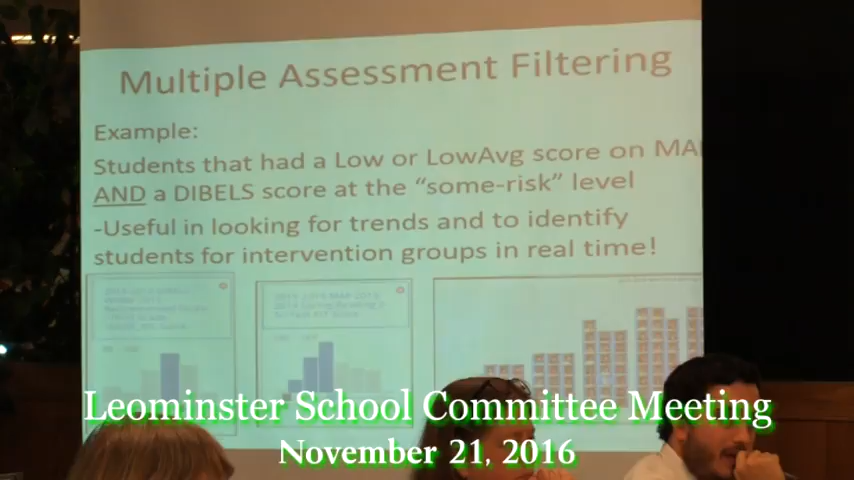 Multiple Assessment Filtering
Example:
Students that had a Low or LowAvg score on MA
AND a DIBELS score at the “some-risk” level
-Useful in looking for trends and to identify
students for intervention groups in real time!
Leominster School Committee Meeting
November 21, 2016